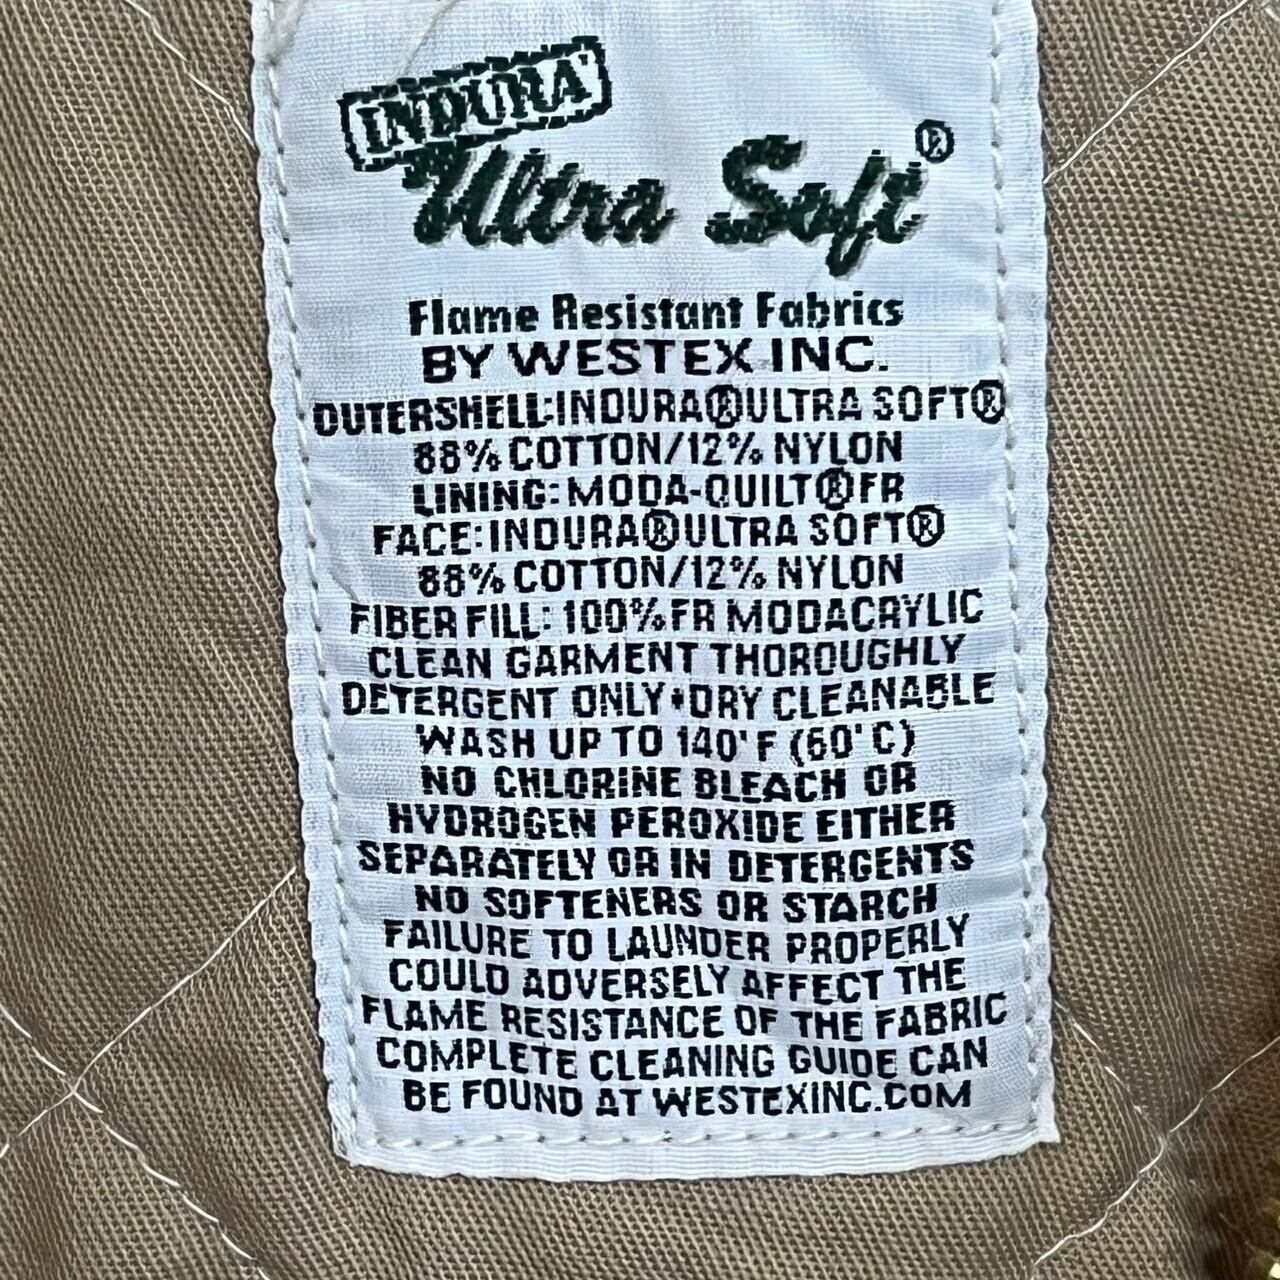 INDURA®
Ultra Soft®
Flame Resistant Fabrics
BY WESTEX INC.
OUTERSHELL:INDURA®ULTRA SOFT®
88% COTTON/12% NYLON
LINING: MODA-QUILT®FR
FACE:INDURA®ULTRA SOFT®
88% COTTON/12% NYLON
FIBER FILL: 100% FR MODACRYLIC
CLEAN GARMENT THOROUGHLY
DETERGENT ONLY•DRY CLEANABLE
WASH UP TO 140°F (60°C)
NO CHLORINE BLEACH OR
HYDROGEN PEROXIDE EITHER
SEPARATELY OR IN DETERGENTS
NO SOFTENERS OR STARCH
FAILURE TO LAUNDER PROPERLY
COULD ADVERSELY AFFECT THE
FLAME RESISTANCE OF THE FABRIC
COMPLETE CLEANING GUIDE CAN
BE FOUND AT WESTEXINC.COM